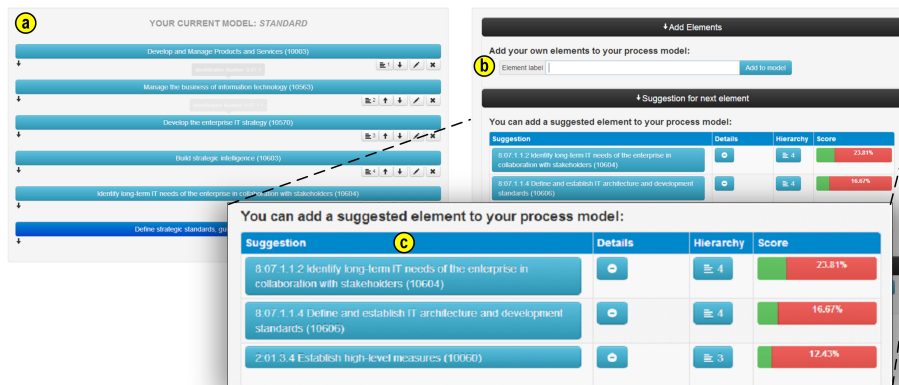 a
YOUR CURRENT MODEL: STANDARD
Develop and Manage Products and Services (10003)
1
Manage the business of information technology (10563)
2
Develop the enterprise IT strategy (10570)
3
Build strategic intelligence (10603)
4
Identify long-term IT needs of the enterprise in collaboration with stakeholders (10604)
Define strategic standards,
Add Elements
Add your own elements to your process model:
b
Element label
Add to model
Suggestion for next element
You can add a suggested element to your process model:
Suggestion Details Hierarchy Score
8.07.1.1.2 Identify long-term IT needs of the enterprise in
collaboration with stakeholders (10604)
4
23.81%
8.07.1.1.4 Define and establish IT architecture and development
standards (10606)
4
16.67%
You can add a suggested element to your process model:
Suggestion Details Hierarchy Score
c
8.07.1.1.2 Identify long-term IT needs of the enterprise in
collaboration with stakeholders (10604)
4
23.81%
8.07.1.1.4 Define and establish IT architecture and development
standards (10606)
4
16.67%
2.01.3.4 Establish high-level measures (10060)
3
12.43%